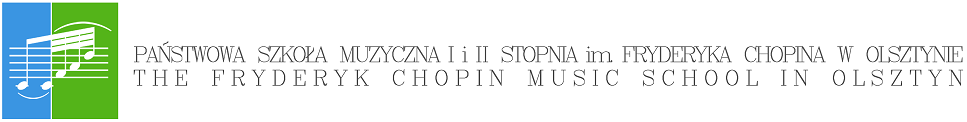 PAŃSTWOWA SZKOŁA MUZYCZNA I i II STOPNIA im. FRYDERYKA CHOPINA W OLSZTYNIE
THE FRYDERYK CHOPIN MUSIC SCHOOL IN OLSZTYN